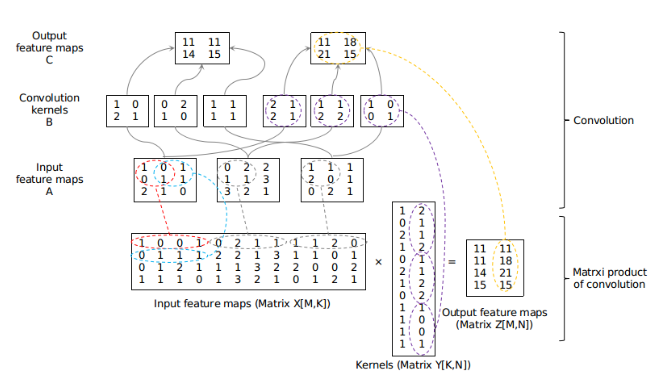 Output
feature maps
C
11 11
14 15
11 18
21 15
Convolution
kernels
B
1 0
2 1
0 2
1 0
1 1
1 1
2 1
2 1
1 1
2 2
1 0
0 1
Convolution
Input
feature maps
A
1 0 1
0 1 1
2 1 0
0 2 2
1 1 3
3 2 1
1 1 1
2 0 1
0 2 1
1 0 0 1 0 2 1 1 1 1 2 0
0 1 1 1 2 2 1 3 1 1 0 1
0 1 2 1 1 1 3 2 2 0 0 2
1 1 1 0 1 3 2 1 0 1 2 1
Input feature maps (Matrix X[M,K])
×
1 2
0 1
2 1
1 2
0 1
2 1
1 2
0 2
1 1
1 0
1 0
1 1
Kernels (Matrix Y[K,N])
=
11 11
11 18
14 21
15 15
Output feature maps
(Matrix Z[M,N])
Matrxi product
of convolution